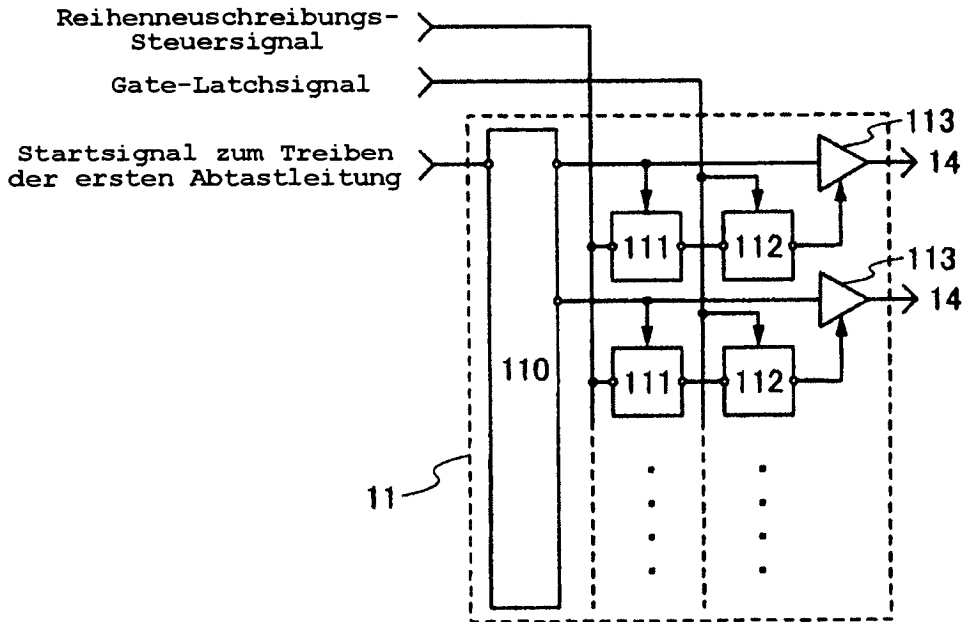 Reihenneuschreibungs-
Steuersignal
Gate-Latchsignal
Startsignal zum Treiben
der ersten Abtastleitung
113
14
111
112
113
14
110
111
112
11